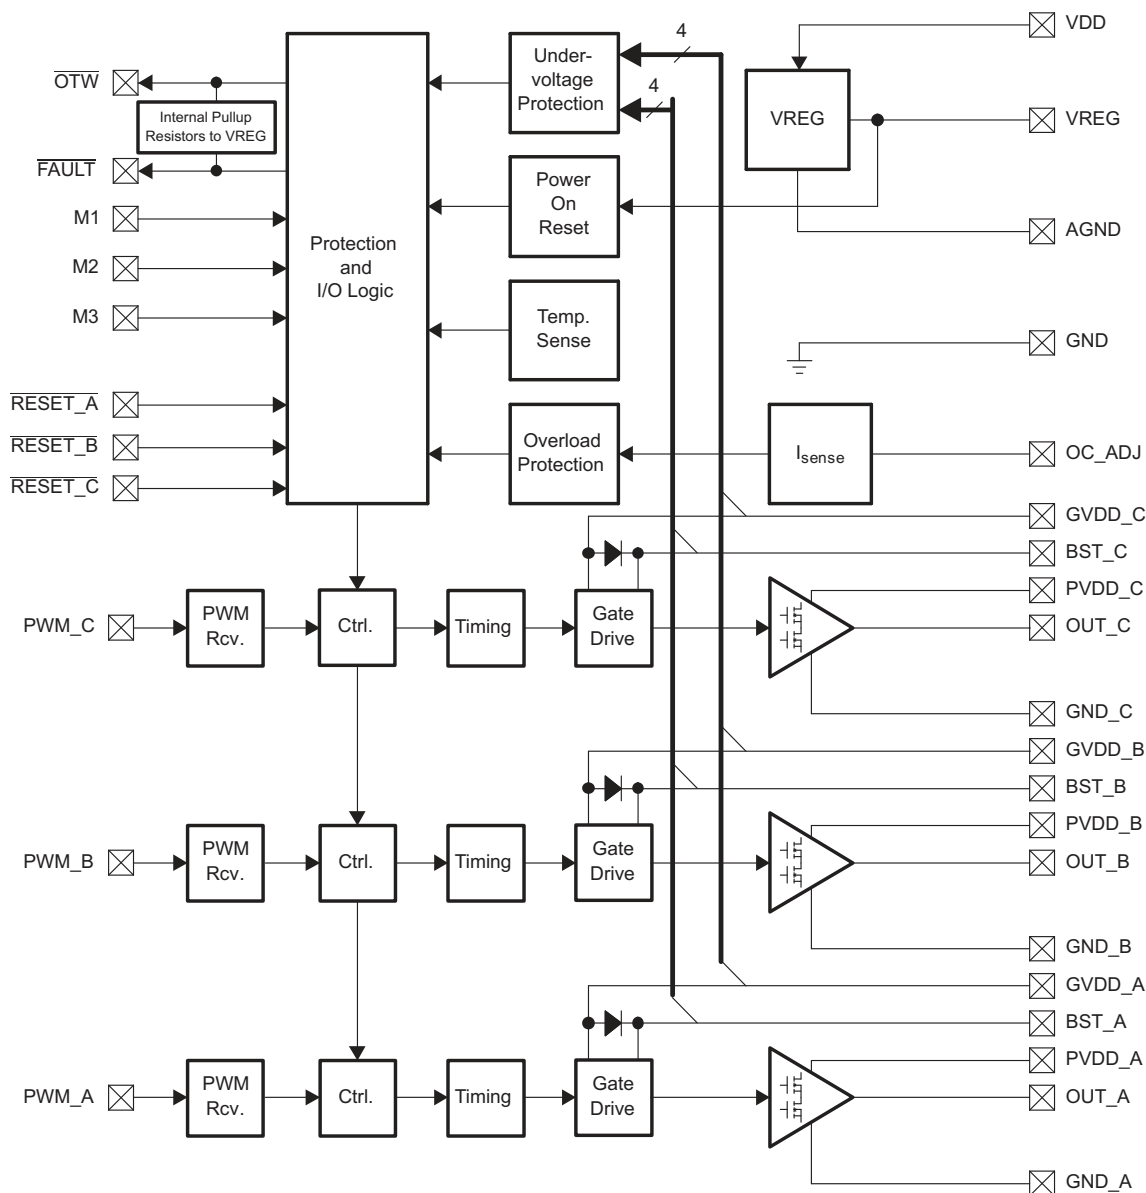 4
VDD
OTW
Under-
voltage
Protection
4
Internal Pullup
Resistors to VREG
VREG
VREG
FAULT
Power
On
Reset
M1
AGND
Protection
and
I/O Logic
M2
M3
Temp.
Sense
GND
RESET_A
RESET_B
Overload
Protection
Isense
OC_ADJ
RESET_C
GVDD_C
BST_C
PVDD_C
PWM_C
PWM
Rcv.
Ctrl.
Timing
Gate
Drive
OUT_C
GND_C
GVDD_B
BST_B
PVDD_B
PWM_B
PWM
Rcv.
Ctrl.
Timing
Gate
Drive
OUT_B
GND_B
GVDD_A
BST_A
PVDD_A
PWM_A
PWM
Rcv.
Ctrl.
Timing
Gate
Drive
OUT_A
GND_A